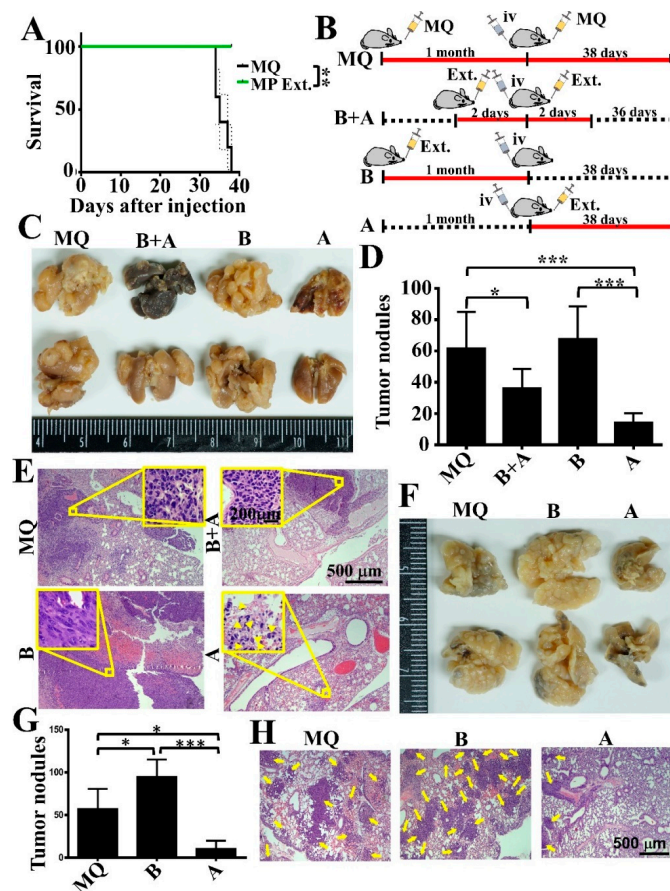 A
100
50
0
0
10
20
30
40
Survival
Days after injection
MQ
MP Ext.
**
B
MQ
iv
MQ
MQ
1 month
38 days
Ext.
iv
Ext.
B+A
2 days
2 days
36 days
Ext.
iv
B
1 month
38 days
iv
Ext.
A
1 month
38 days
C
MQ
B+A
B
A
4
5
6
7
8
9
10
11
D
***
*
***
80
60
40
20
0
Tumor nodules
MQ
B+A
B
A
E
MQ
B+A
200μm
500 μm
B
A
F
MQ
B
A
5
6
7
G
*
*
***
150
100
50
0
Tumor nodules
MQ
B
A
H
MQ
B
A
500 μm